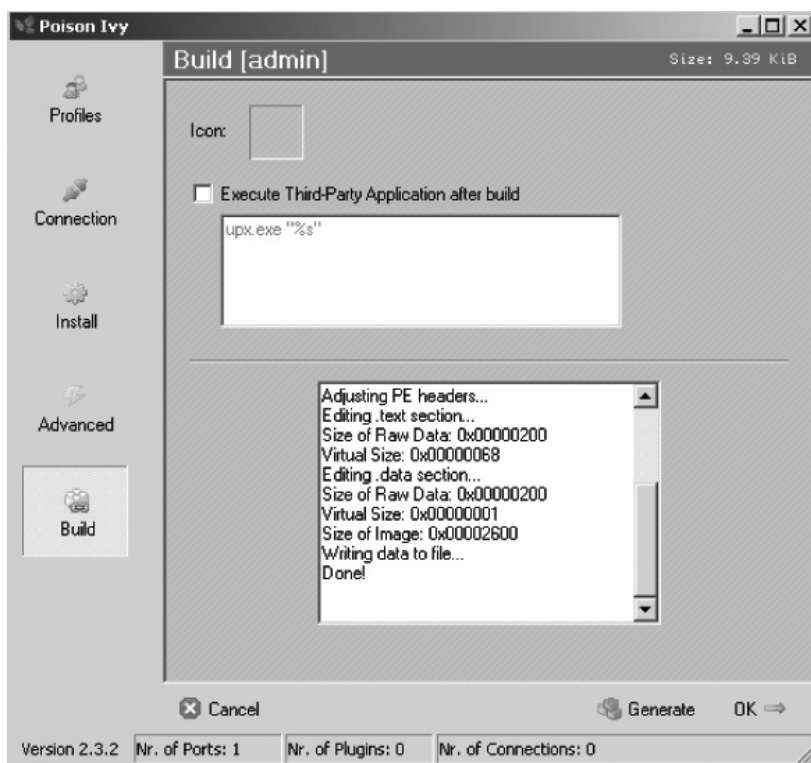 Poison Ivy
Build [admin]
Size: 9.39 KiB
Profiles
Connection
Install
Advanced
Build
Icon:
Execute Third-Party Application after build
upx.exe "%s"
Adjusting PE headers...
Editing .text section...
Size of Raw Data: 0x00000200
Virtual Size: 0x00000068
Editing .data section...
Size of Raw Data: 0x00000200
Virtual Size: 0x00000001
Size of Image: 0x00002600
Writing data to file...
Done!
Cancel
Generate
OK
Version 2.3.2
Nr. of Ports: 1
Nr. of Plugins: 0
Nr. of Connections: 0